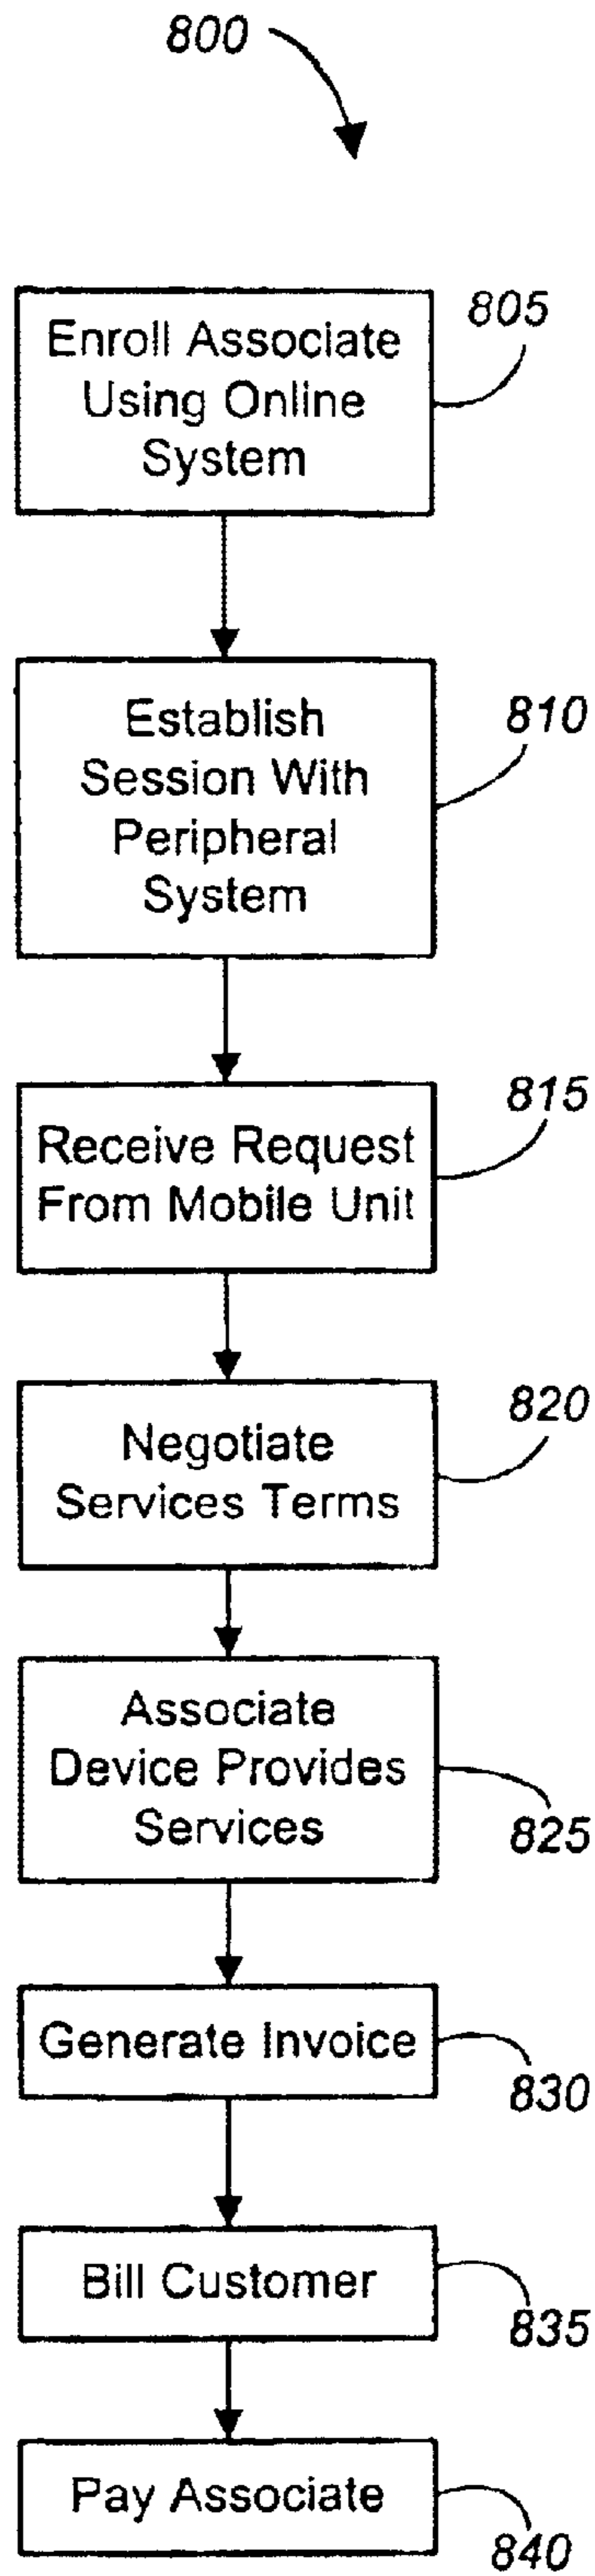 800
Enroll Associate
Using Online
System
805
Establish
Session With
Peripheral
System
810
Receive Request
From Mobile Unit
815
Negotiate
Services Terms
820
Associate
Device Provides
Services
825
Generate Invoice
830
Bill Customer
835
Pay Associate
840